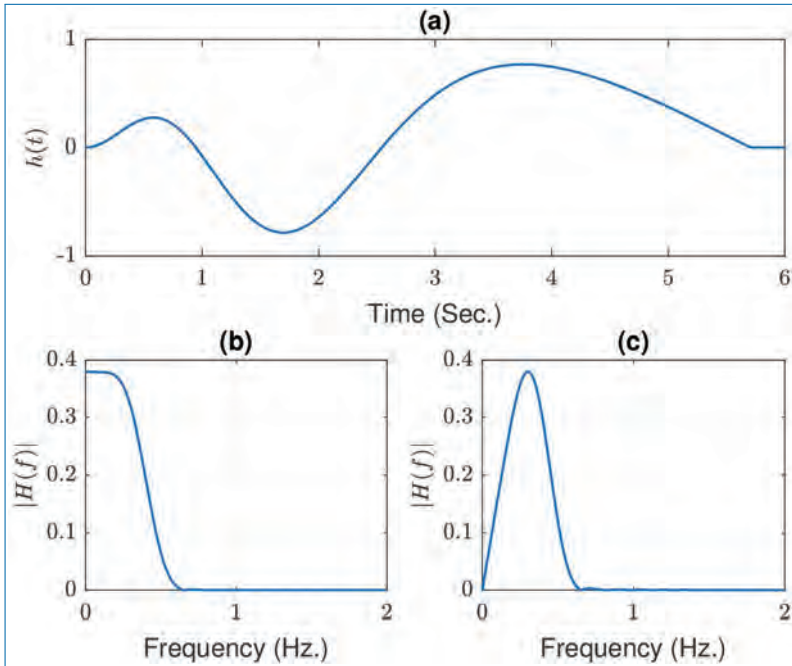 (a)
1
0
-1
h(t)
0 1 2 3 4 5 6
Time (Sec.)
(b)
0.4
0.3
0.2
0.1
0
|H(f)|
0 1 2
Frequency (Hz.)
(c)
0.4
0.3
0.2
0.1
0
|H(f)|
0 1 2
Frequency (Hz.)